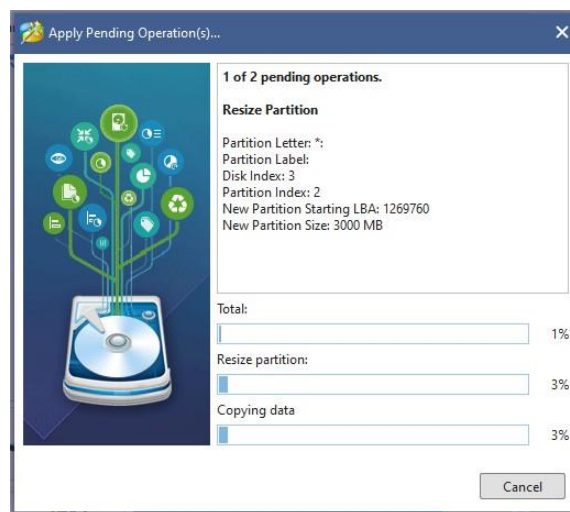 Apply Pending Operation(s)...
1 of 2 pending operations.
Resize Partition
Partition Letter: *:
Partition Label:
Disk Index: 3
Partition Index: 2
New Partition Starting LBA: 1269760
New Partition Size: 3000 MB
Total:
1%
Resize partition:
3%
Copying data
3%
Cancel